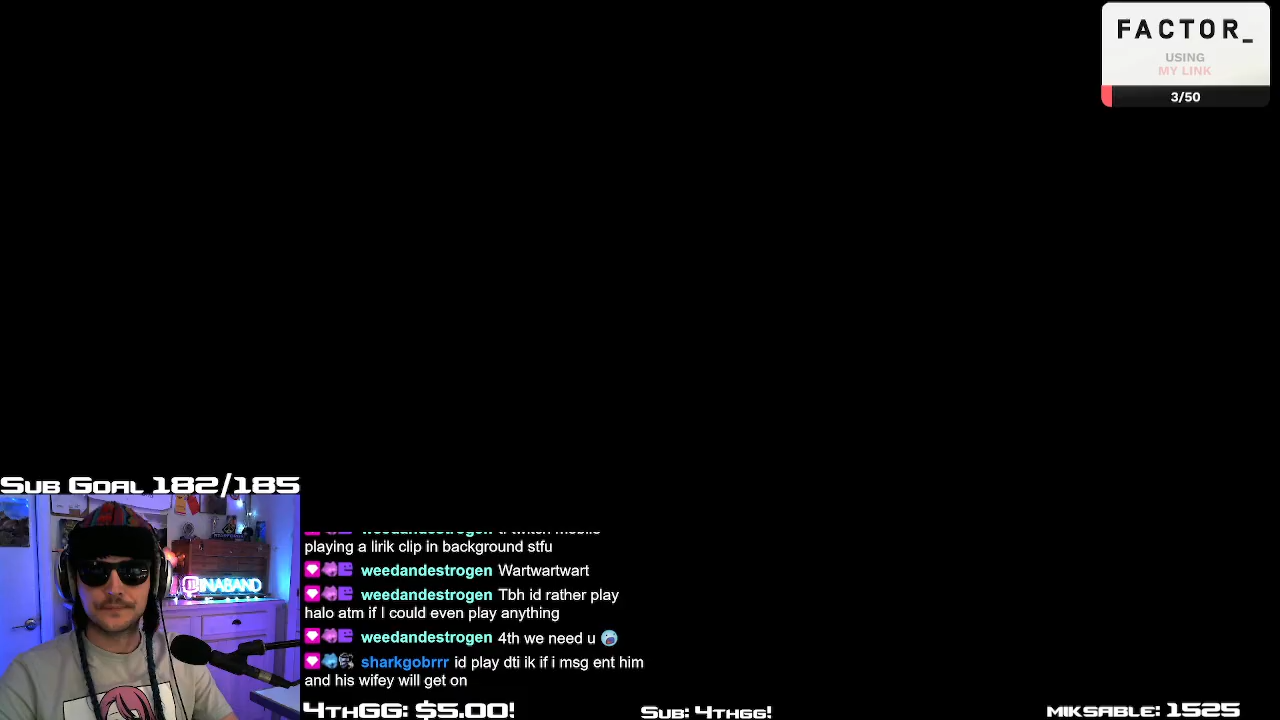 FACTOR_
USING
MY LINK
3/50
Sub Goal 182/185
INABAND
weedandestrogen
playing a lirik clip in background stfu
weedandestrogen Wartwartwart
weedandestrogen Tbh id rather play
halo atm if I could even play anything
weedandestrogen 4th we need u
sharkgobrrr id play dti ik if i msg ent him
and his wifey will get on
4thGG: $5.00!
Sub: 4thgg!
miksable: 1525